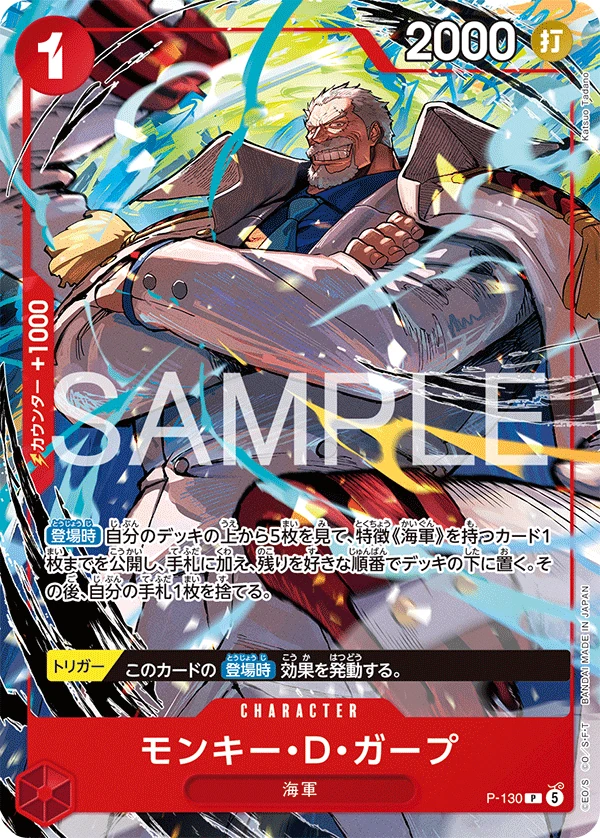 1
2000
打
Katsuo Tadano
カウンター +1000
SAMPLE
登場時 自分のデッキの上から5枚を見て、特徴《海軍》を持つカード1
枚までを公開し、手札に加え、残りを好きな順番でデッキの下に置く。そ
の後、自分の手札1枚を捨てる。
トリガー このカードの 登場時 効果を発動する。
CHARACTER
モンキー・D・ガープ
海軍
P-130 P 5
©EO/S ©O/S・F・T BANDAI MADE IN JAPAN